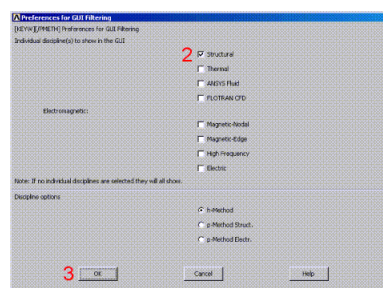 Preferences for GUI Filtering
[KEYW][/PMETH] Preferences for GUI Filtering
Individual discipline(s) to show in the GUI
2 Structural
Thermal
ANSYS Fluid
FLOTRAN CFD
Electromagnetic:
Magnetic-Nodal
Magnetic-Edge
High Frequency
Electric
Note: If no individual disciplines are selected they will all show.
Discipline options
h-Method
p-Method Struct.
p-Method Electr.
3 OK Cancel Help